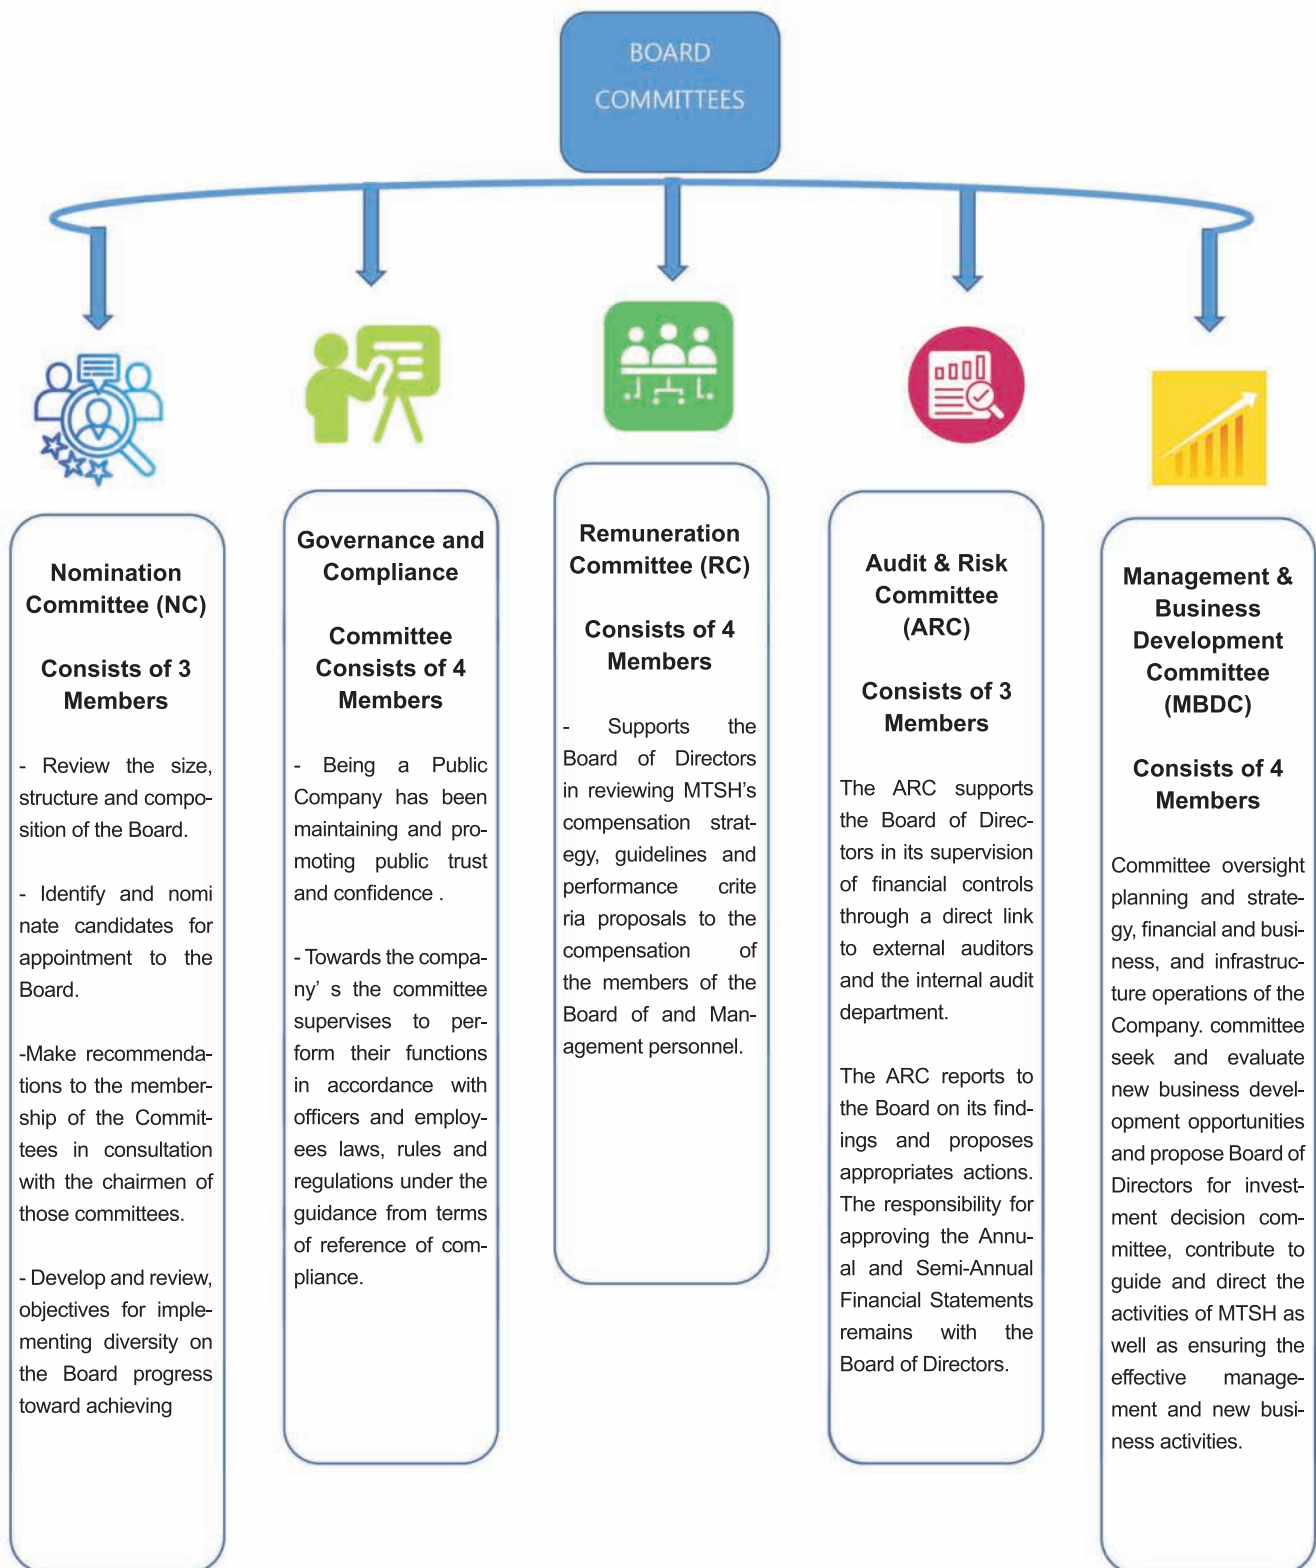 BOARD
COMMITTEES
Nomination
Committee (NC)
Consists of 3
Members
- Review the size,
structure and compo-
sition of the Board.
- Identify and nomi
nate candidates for
appointment to the
Board.
-Make recommenda-
tions to the member-
ship of the Commit-
tees in consultation
with the chairmen of
those committees.
- Develop and review,
objectives for imple-
menting diversity on
the Board progress
toward achieving
Governance and
Compliance
Committee
Consists of 4
Members
- Being a Public
Company has been
maintaining and pro-
moting public trust
and confidence .
- Towards the compa-
ny’ s the committee
supervises to per-
form their functions
in accordance with
officers and employ-
ees laws, rules and
regulations under the
guidance from terms
of reference of com-
pliance.
Remuneration
Committee (RC)
Consists of 4
Members
- Supports the
Board of Directors
in reviewing MTSH’s
compensation strat-
egy, guidelines and
performance crite
ria proposals to the
compensation of
the members of the
Board of and Man-
agement personnel.
Audit & Risk
Committee
(ARC)
Consists of 3
Members
The ARC supports
the Board of Direc-
tors in its supervision
of financial controls
through a direct link
to external auditors
and the internal audit
department.
The ARC reports to
the Board on its find-
ings and proposes
appropriates actions.
The responsibility for
approving the Annu-
al and Semi-Annual
Financial Statements
remains with the
Board of Directors.
Management &
Business
Development
Committee
(MBDC)
Consists of 4
Members
Committee oversight
planning and strate-
gy, financial and busi-
ness, and infrastruc-
ture operations of the
Company. committee
seek and evaluate
new business devel-
opment opportunities
and propose Board of
Directors for invest-
ment decision com-
mittee, contribute to
guide and direct the
activities of MTSH as
well as ensuring the
effective manage-
ment and new busi-
ness activities.